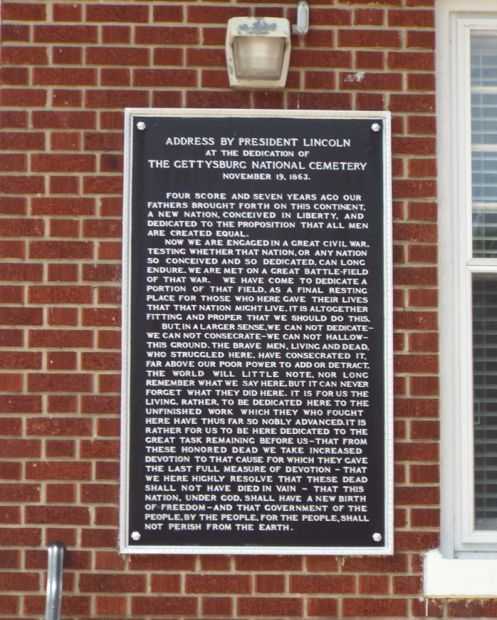 ADDRESS BY PRESIDENT LINCOLN
AT THE DEDICATION OF
THE GETTYSBURG NATIONAL CEMETERY
NOVEMBER 19, 1863.
FOUR SCORE AND SEVEN YEARS AGO OUR
FATHERS BROUGHT FORTH ON THIS CONTINENT,
A NEW NATION, CONCEIVED IN LIBERTY, AND
DEDICATED TO THE PROPOSITION THAT ALL MEN
ARE CREATED EQUAL.
NOW WE ARE ENGAGED IN A GREAT CIVIL WAR,
TESTING WHETHER THAT NATION, OR ANY NATION
SO CONCEIVED AND SO DEDICATED, CAN LONG
ENDURE. WE ARE MET ON A GREAT BATTLE-FIELD
OF THAT WAR. WE HAVE COME TO DEDICATE A
PORTION OF THAT FIELD, AS A FINAL RESTING
PLACE FOR THOSE WHO HERE GAVE THEIR LIVES
THAT THAT NATION MIGHT LIVE. IT IS ALTOGETHER
FITTING AND PROPER THAT WE SHOULD DO THIS.
BUT, IN A LARGER SENSE, WE CAN NOT DEDICATE—
WE CAN NOT CONSECRATE—WE CAN NOT HALLOW—
THIS GROUND. THE BRAVE MEN, LIVING AND DEAD,
WHO STRUGGLED HERE, HAVE CONSECRATED IT,
FAR ABOVE OUR POOR POWER TO ADD OR DETRACT.
THE WORLD WILL LITTLE NOTE, NOR LONG
REMEMBER WHAT WE SAY HERE, BUT IT CAN NEVER
FORGET WHAT THEY DID HERE. IT IS FOR US THE
LIVING, RATHER, TO BE DEDICATED HERE TO THE
UNFINISHED WORK WHICH THEY WHO FOUGHT
HERE HAVE THUS FAR SO NOBLY ADVANCED. IT IS
RATHER FOR US TO BE HERE DEDICATED TO THE
GREAT TASK REMAINING BEFORE US—THAT FROM
THESE HONORED DEAD WE TAKE INCREASED
DEVOTION TO THAT CAUSE FOR WHICH THEY GAVE
THE LAST FULL MEASURE OF DEVOTION — THAT
WE HERE HIGHLY RESOLVE THAT THESE DEAD
SHALL NOT HAVE DIED IN VAIN — THAT THIS
NATION, UNDER GOD, SHALL HAVE A NEW BIRTH
OF FREEDOM—AND THAT GOVERNMENT OF THE
PEOPLE, BY THE PEOPLE, FOR THE PEOPLE, SHALL
NOT PERISH FROM THE EARTH.